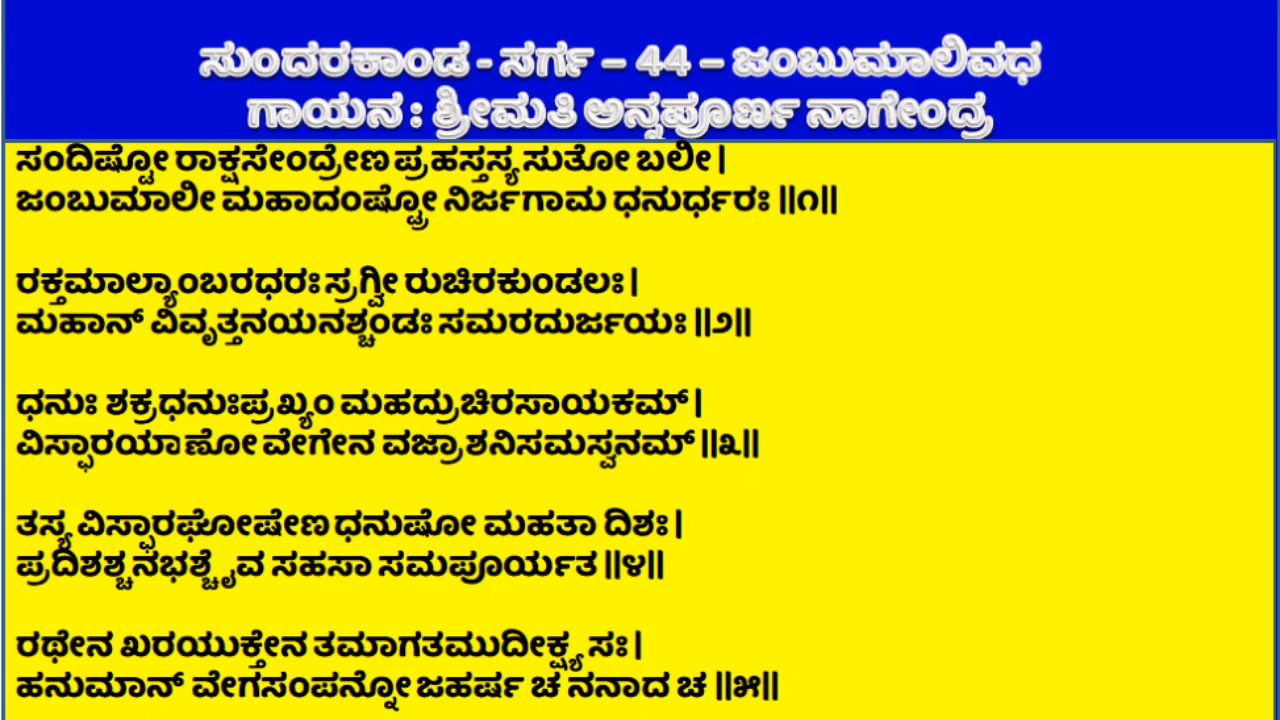 ಸುಂದರಕಾಂಡ - ಸರ್ಗ – 44 – ಜಂಬುಮಾಲಿವಧ
ಗಾಯನ : ಶ್ರೀಮತಿ ಅನ್ನಪೂರ್ಣ ನಾಗೇಂದ್ರ
ಸಂದಿಷ್ಟೋ ರಾಕ್ಷಸೇಂದ್ರೇಣ ಪ್ರಹಸ್ತಸ್ಯ ಸುತೋ ಬಲೀ |
ಜಂಬುಮಾಲೀ ಮಹಾದಂಷ್ಟ್ರೋ ನಿರ್ಜಗಾಮ ಧನುರ್ಧರಃ ||೧||
ರಕ್ತಮಾಲ್ಯಾಂಬರಧರಃ ಸ್ರಗ್ವೀ ರುಚಿರಕುಂಡಲಃ |
ಮಹಾನ್ ವಿವೃತ್ತನಯನಶ್ಚಂಡಃ ಸಮರದುರ್ಜಯಃ ||೨||
ಧನುಃ ಶಕ್ರಧನುಃಪ್ರಖ್ಯಂ ಮಹದ್ರುಚಿರಸಾಯಕಮ್ |
ವಿಸ್ಫಾರಯಾಣೋ ವೇಗೇನ ವಜ್ರಾಶನಿಸಮಸ್ವನಮ್ ||೩||
ತಸ್ಯ ವಿಸ್ಫಾರಘೋಷೇಣ ಧನುಷೋ ಮಹತಾ ದಿಶಃ |
ಪ್ರದಿಶಶ್ಚ ನಭಶ್ಚೈವ ಸಹಸಾ ಸಮಪೂರ್ಯತ ||೪||
ರಥೇನ ಖರಯುಕ್ತೇನ ತಮಾಗತಮುದೀಕ್ಷ್ಯ ಸಃ |
ಹನುಮಾನ್ ವೇಗಸಂಪನ್ನೋ ಜಹರ್ಷ ಚ ನನಾದ ಚ ||೫||